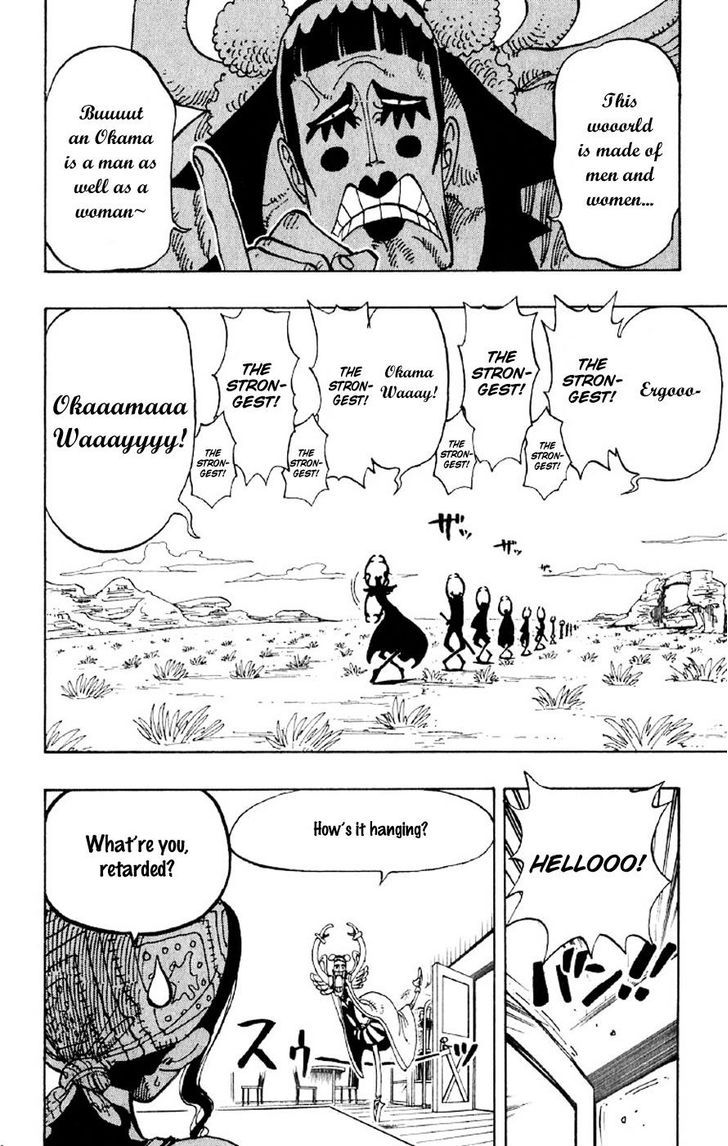 This
wooorld
is made of
men and
women...
Buuuut
an Okama
is a man as
well as a
woman~
Ergooo-
THE
STRON-
GEST!
THE
STRON-
GEST!
THE
STRON-
GEST!
THE
STRON-
GEST!
Okama
Waaay!
THE
STRON-
GEST!
THE
STRON-
GEST!
THE
STRON-
GEST!
THE
STRON-
GEST!
Okaaamaaa
Waaayyyy!
ザッ
ザッ
HELLOOO!
バン!!
How's it hanging?
What're you,
retarded?
スゥーッ